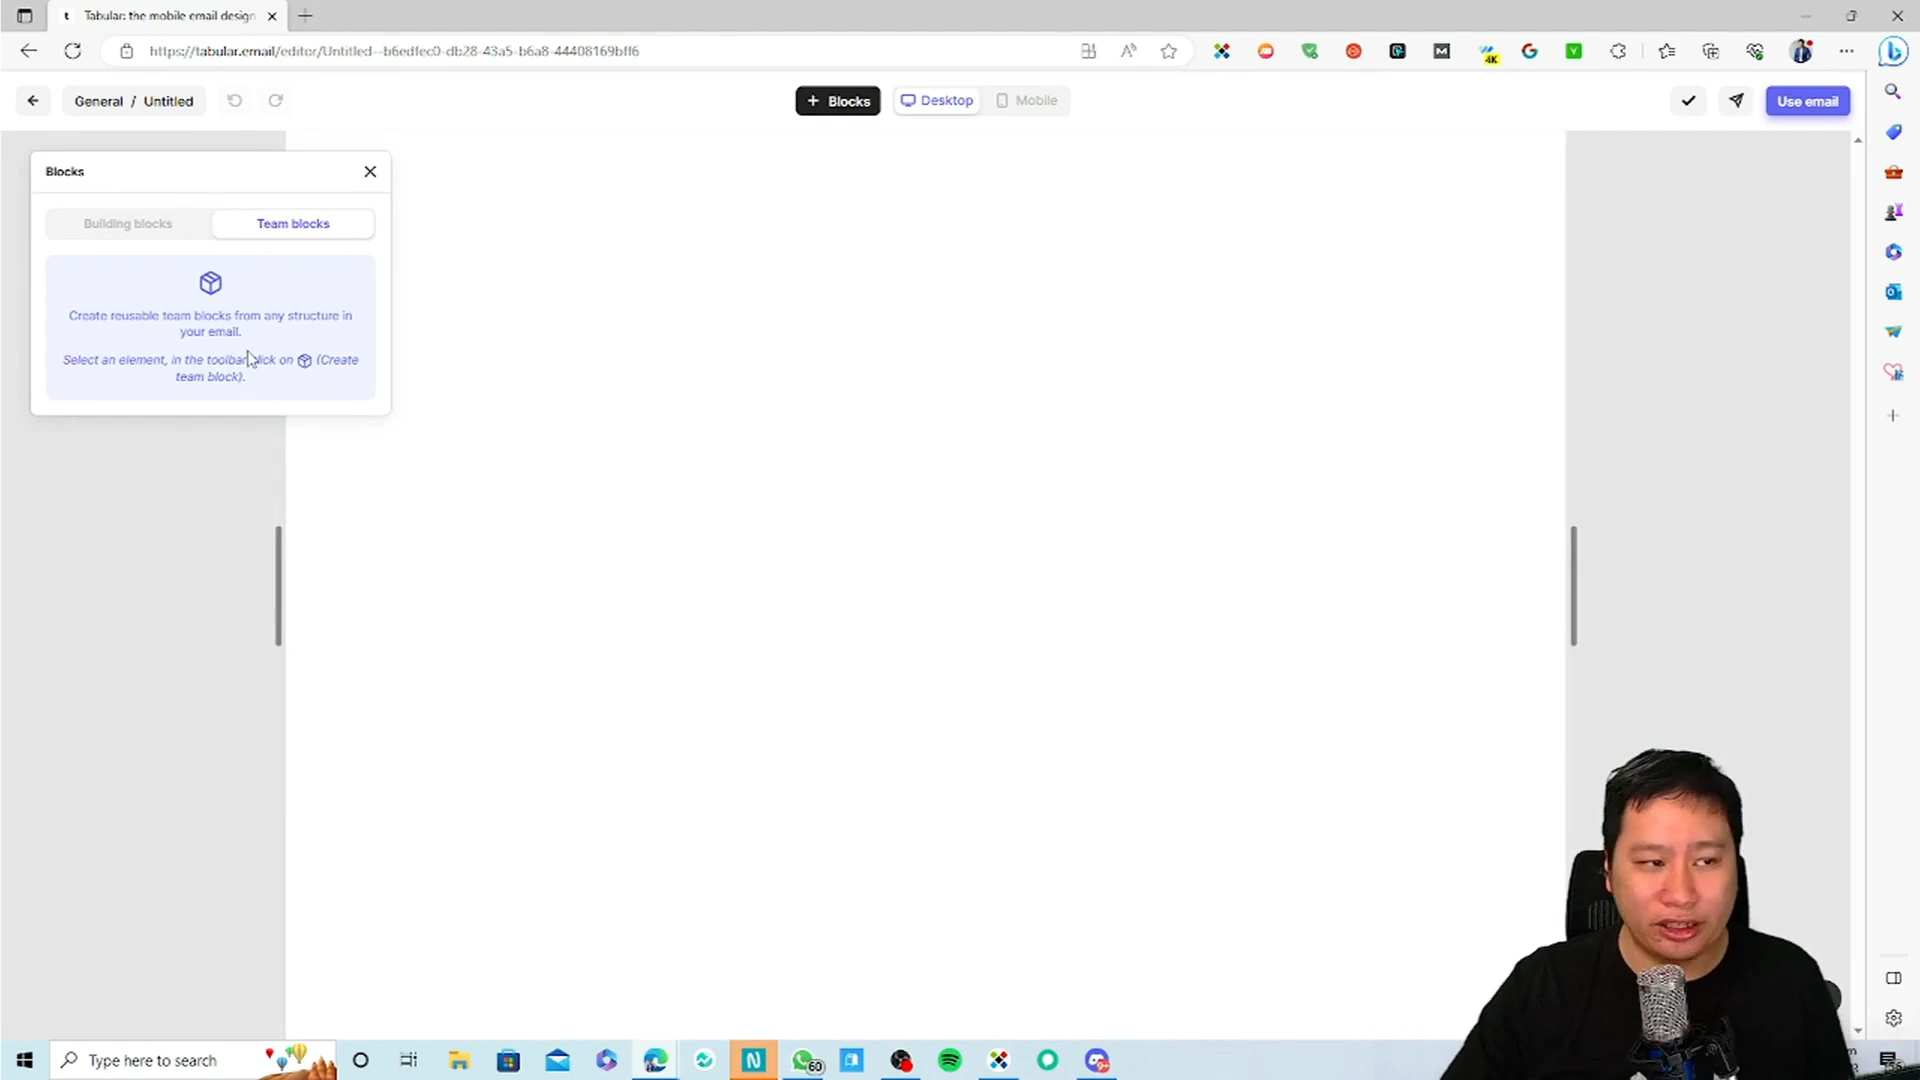 t Tabular: the mobile email design
https://tabular.email/editor/Untitled--b6edfec0-db28-43a5-b6a8-44408169bff6
General / Untitled
+ Blocks
Desktop
Mobile
Use email
Blocks
Building blocks
Team blocks
Create reusable team blocks from any structure in
your email.
Select an element, in the toolbar click on (Create
team block).
Type here to search
60
4K